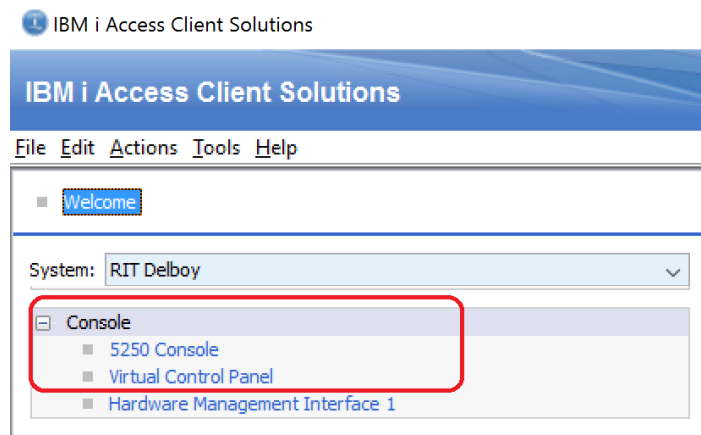 IBM i Access Client Solutions
IBM i Access Client Solutions
File Edit Actions Tools Help
Welcome
System: RIT Delboy
Console
5250 Console
Virtual Control Panel
Hardware Management Interface 1